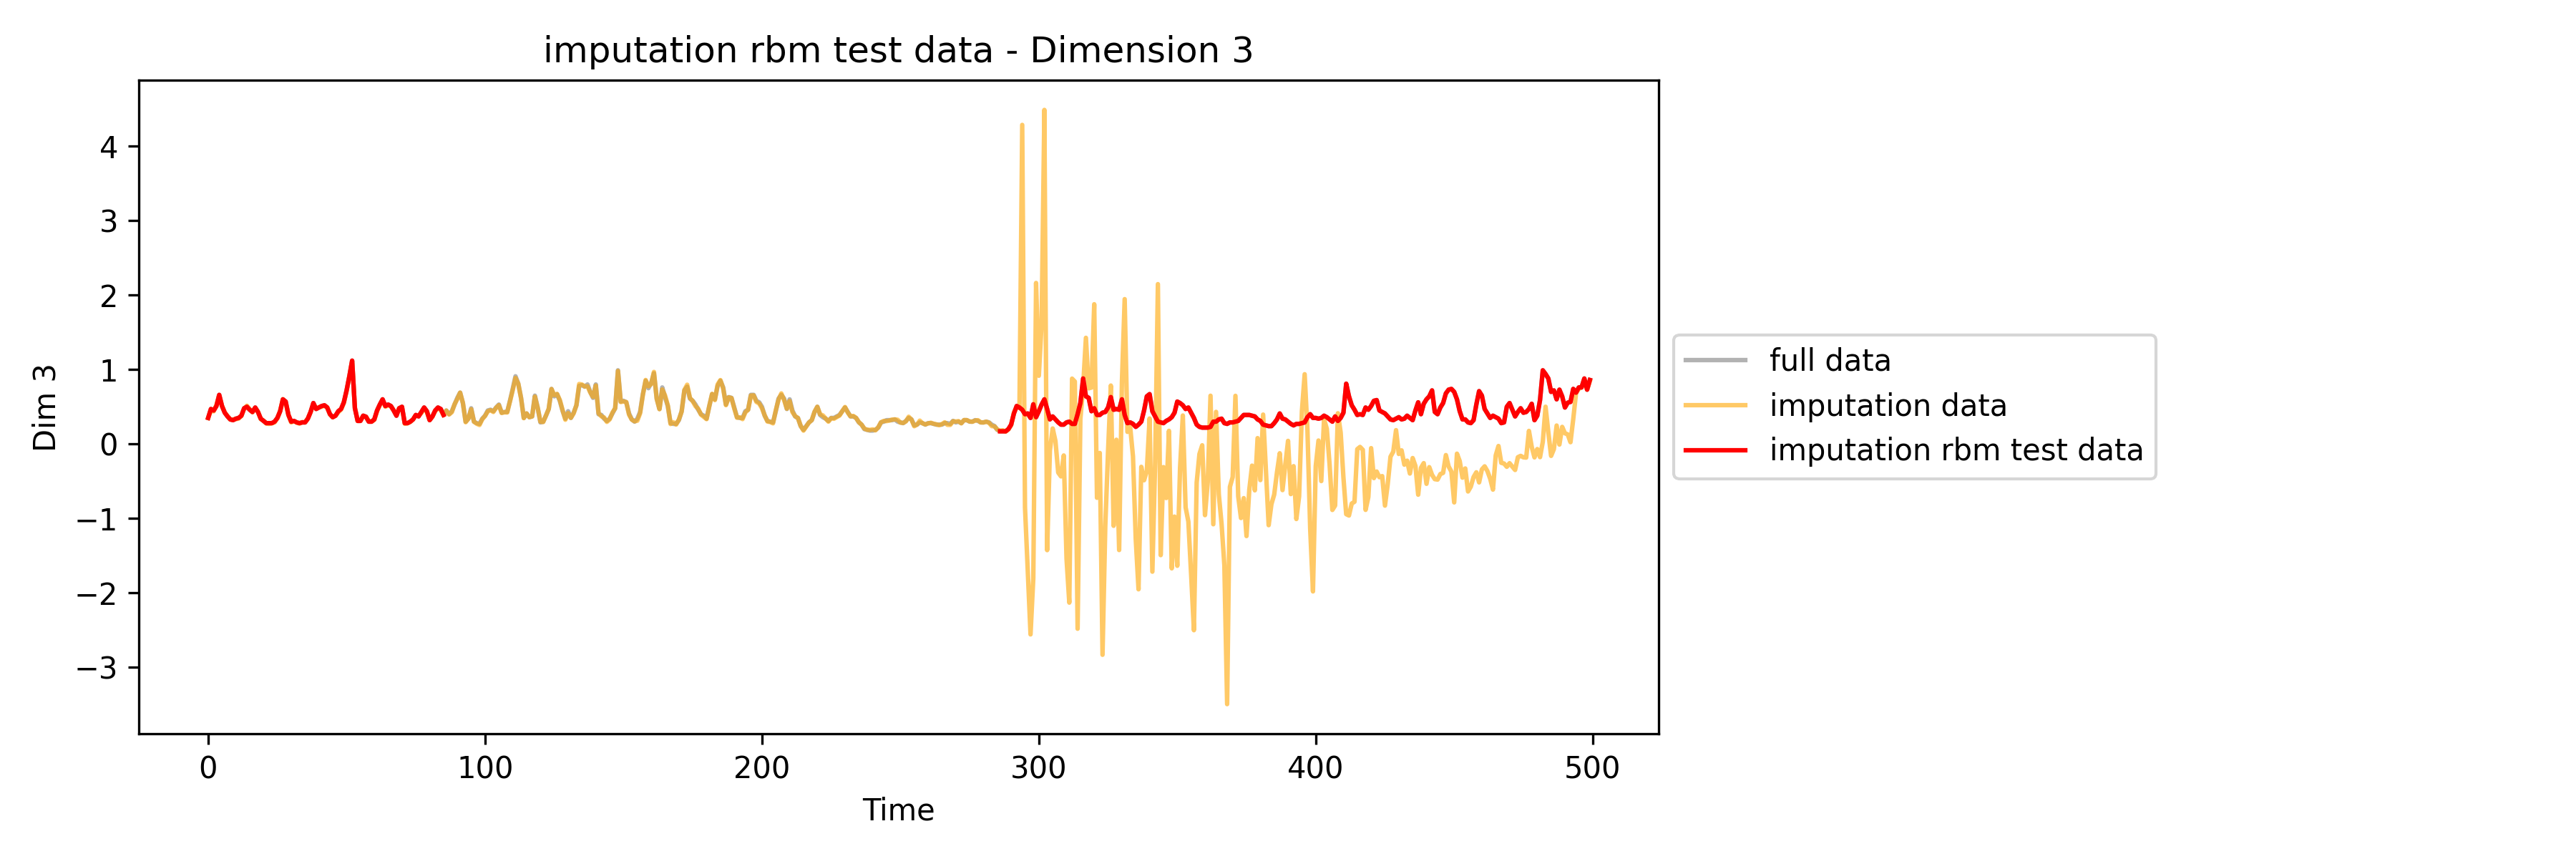 imputation rbm test data - Dimension 3
4
3
2
1
0
−1
−2
−3
Dim 3
0
100
200
300
400
500
Time
full data
imputation data
imputation rbm test data